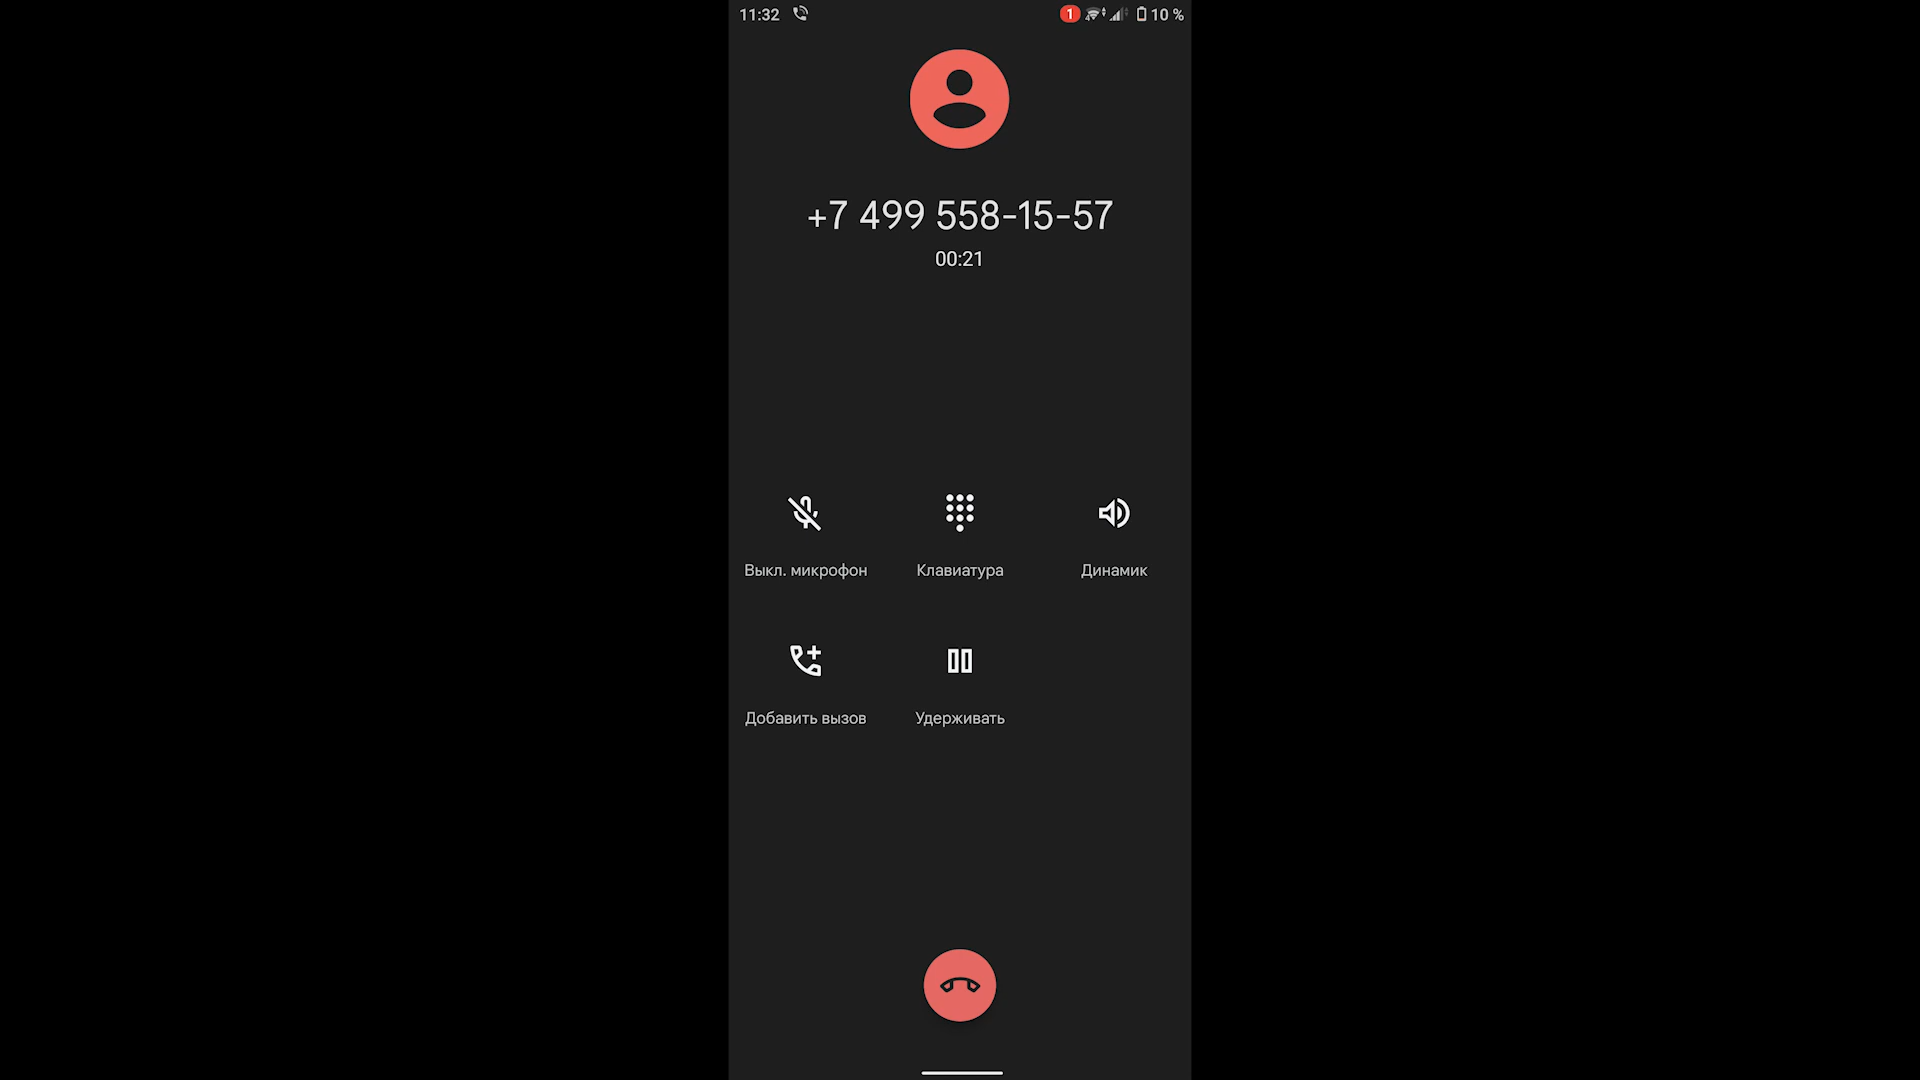 11:32 1 10 %
+7 499 558-15-57
00:21
Выкл. микрофон Клавиатура Динамик
Добавить вызов Удерживать